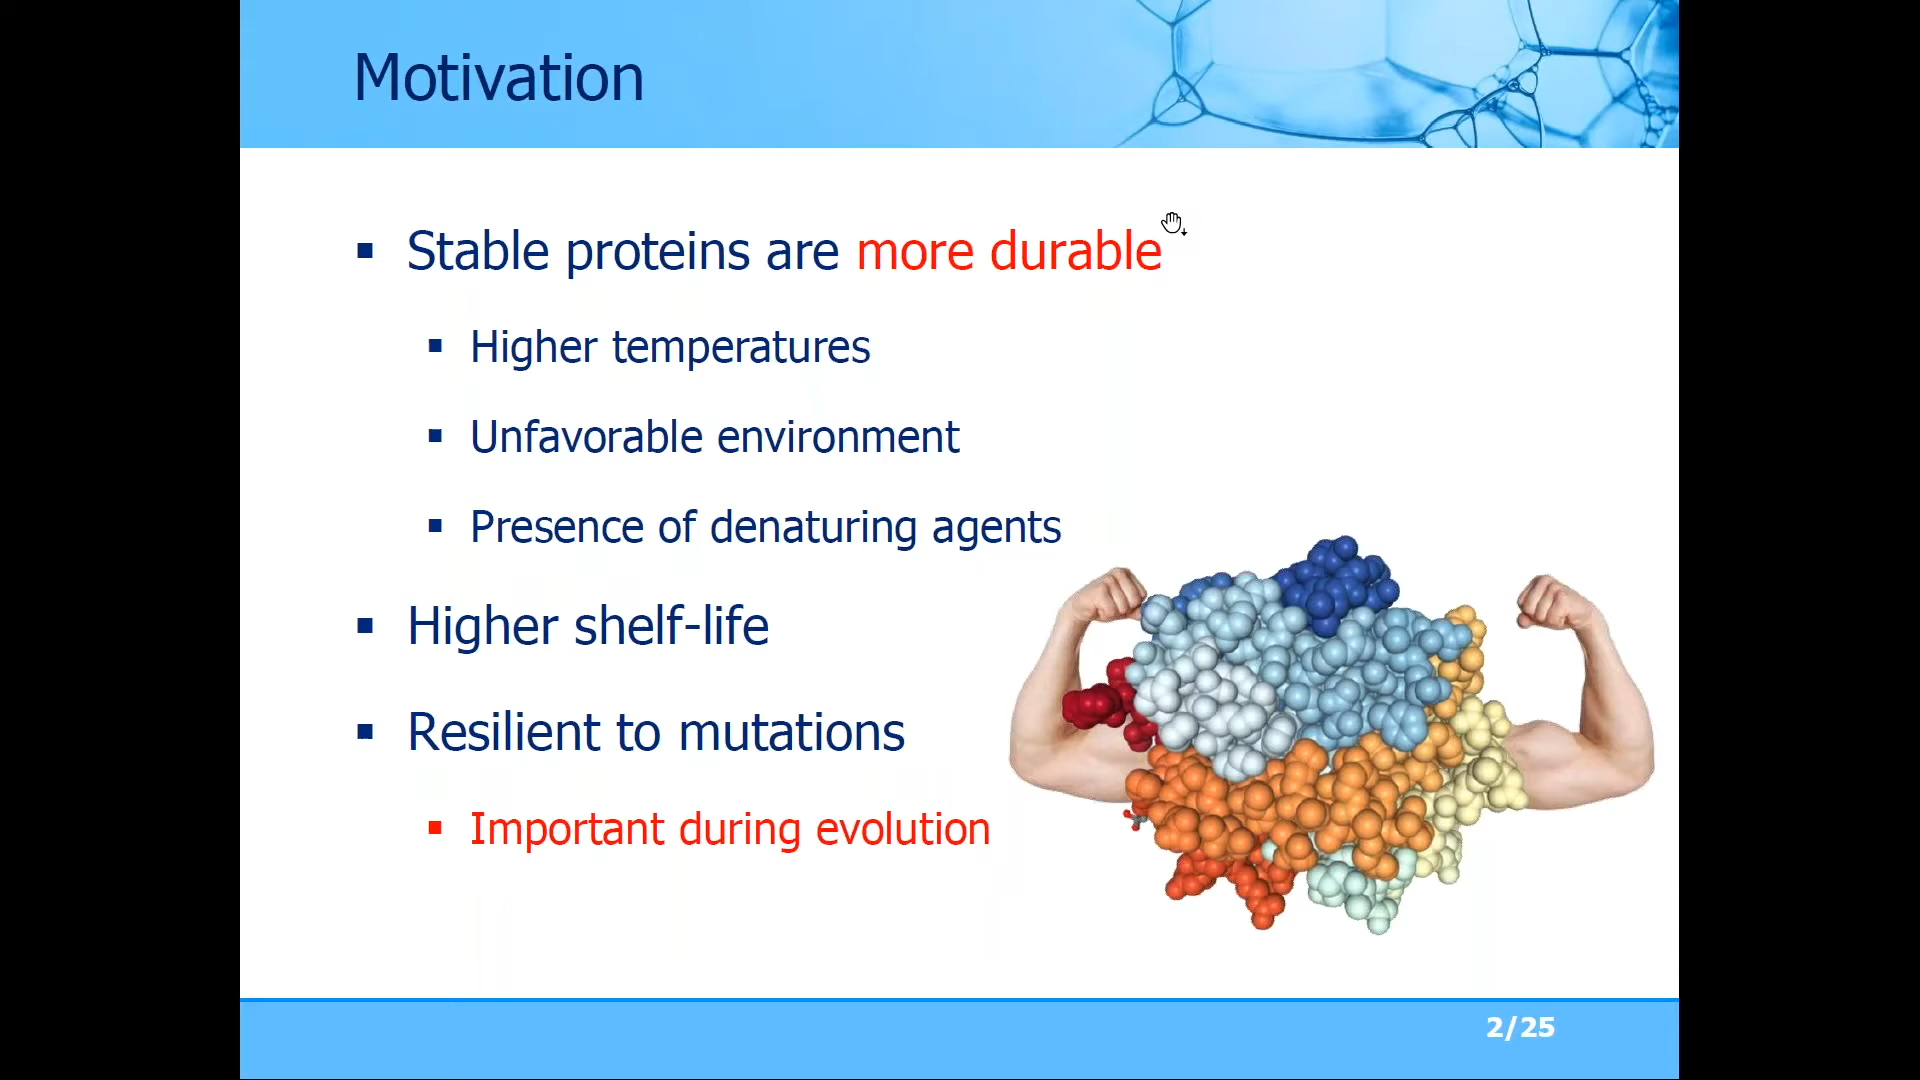 Motivation
▪ Stable proteins are more durable
▪ Higher temperatures
▪ Unfavorable environment
▪ Presence of denaturing agents
▪ Higher shelf-life
▪ Resilient to mutations
▪ Important during evolution
2/25